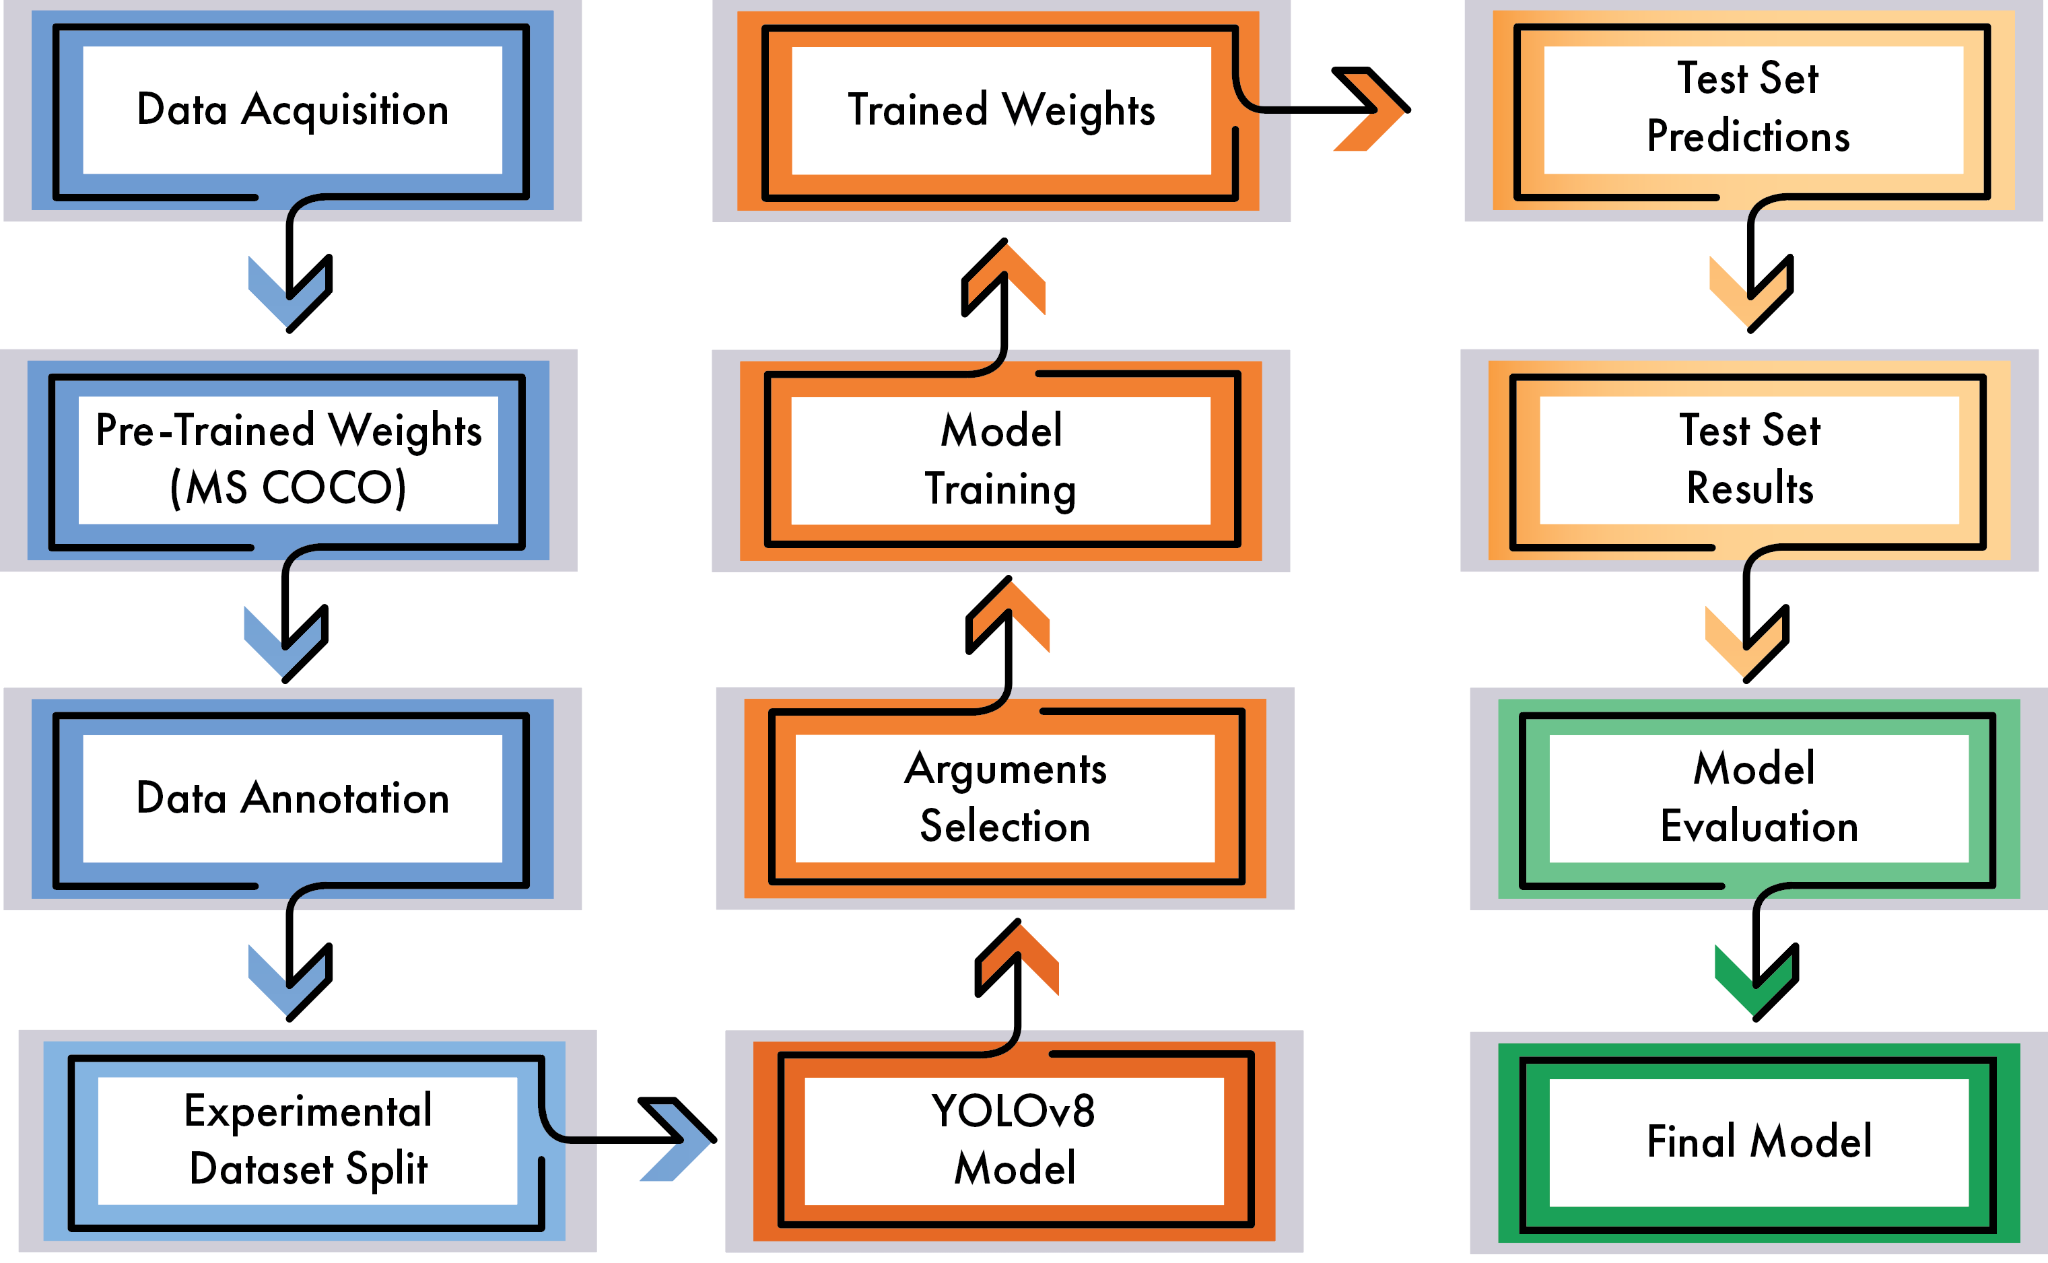 Data Acquisition
Pre-Trained Weights
(MS COCO)
Data Annotation
Experimental
Dataset Split
YOLOv8
Model
Arguments
Selection
Model
Training
Trained Weights
Test Set
Predictions
Test Set
Results
Model
Evaluation
Final Model